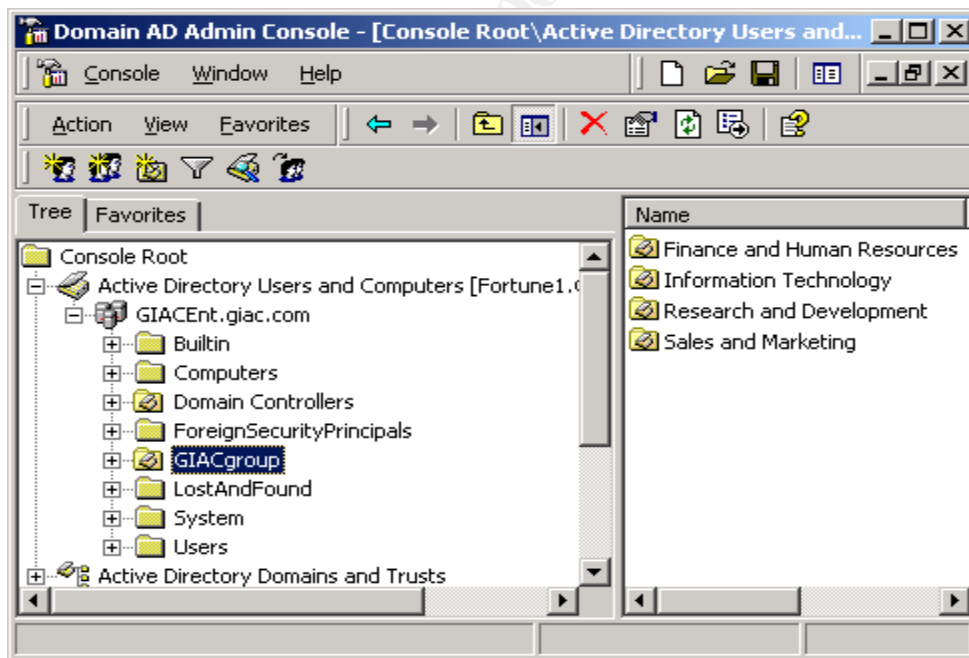 Domain AD Admin Console - [Console Root\Active Directory Users and...
Console Window Help
Action View Favorites
Tree Favorites
Console Root
Active Directory Users and Computers [Fortune1.
GIACEnt.giac.com
Builtin
Computers
Domain Controllers
ForeignSecurityPrincipals
GIACgroup
LostAndFound
System
Users
Active Directory Domains and Trusts
Name
Finance and Human Resources
Information Technology
Research and Development
Sales and Marketing